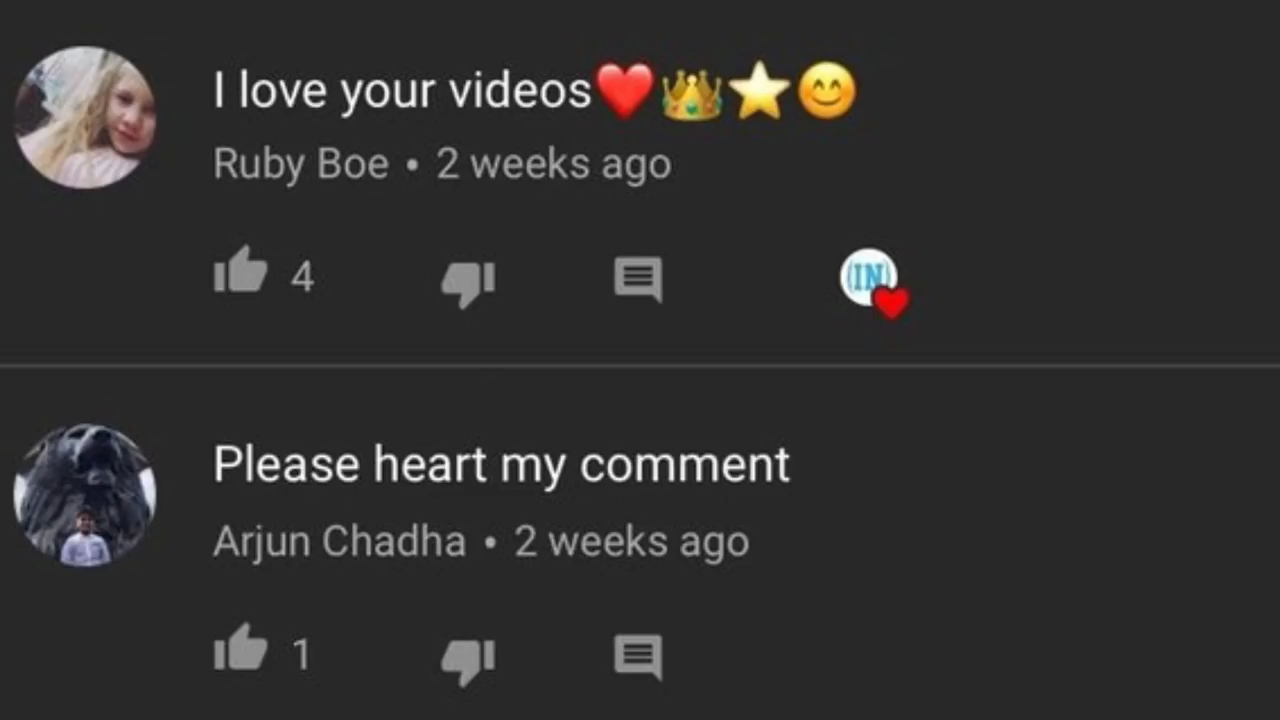 I love your videos❤️👑⭐😊
Ruby Boe • 2 weeks ago
4
(IN)
Please heart my comment
Arjun Chadha • 2 weeks ago
1